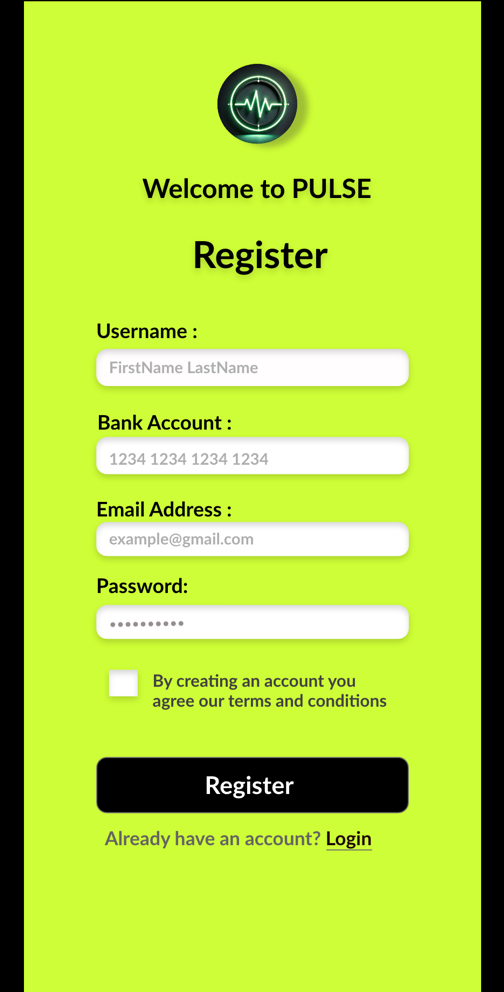 Welcome to PULSE
Register
Username :
FirstName LastName
Bank Account :
1234 1234 1234 1234
Email Address :
example@gmail.com
Password:
••••••••••
By creating an account you
agree our terms and conditions
Register
Already have an account? Login